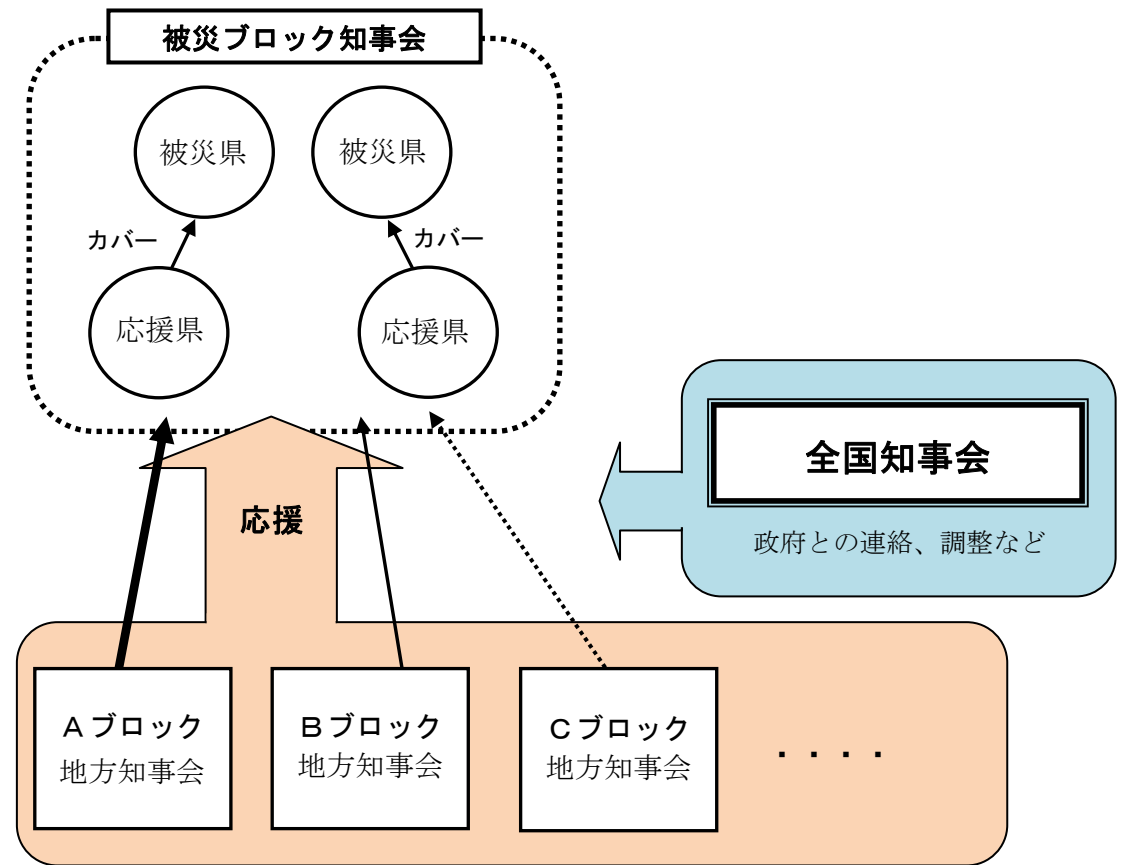 被災ブロック知事会
被災県
被災県
カバー
カバー
応援県
応援県
応援
全国知事会
政府との連絡、調整など
Aブロック
地方知事会
Bブロック
地方知事会
Cブロック
地方知事会
・・・・